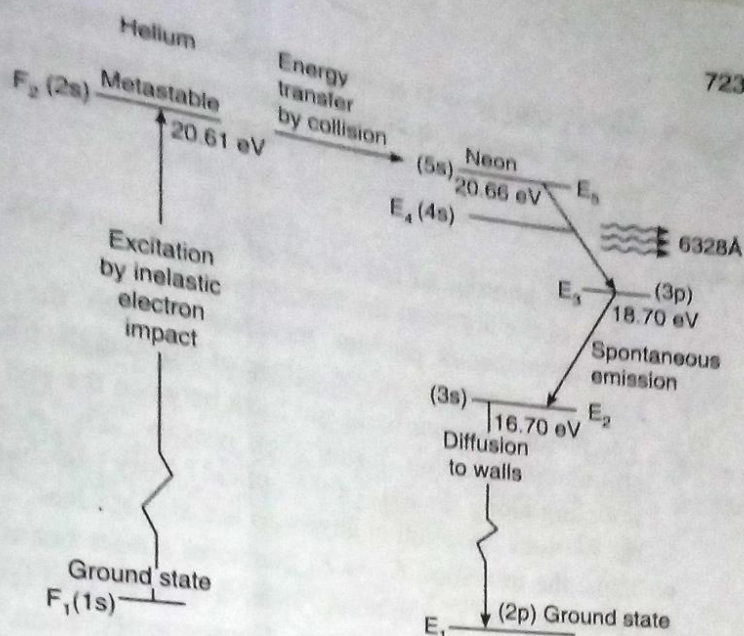 723
Helium
F₂ (2s) Metastable
20.61 eV
Energy
transfer
by collision
(5s) Neon E₅
20.66 eV
E₄ (4s)
6328Å
E₃ (3p)
18.70 eV
Excitation
by inelastic
electron
impact
Spontaneous
emission
(3s) E₂
16.70 eV
Diffusion
to walls
Ground state
F₁(1s)
(2p) Ground state
E₁